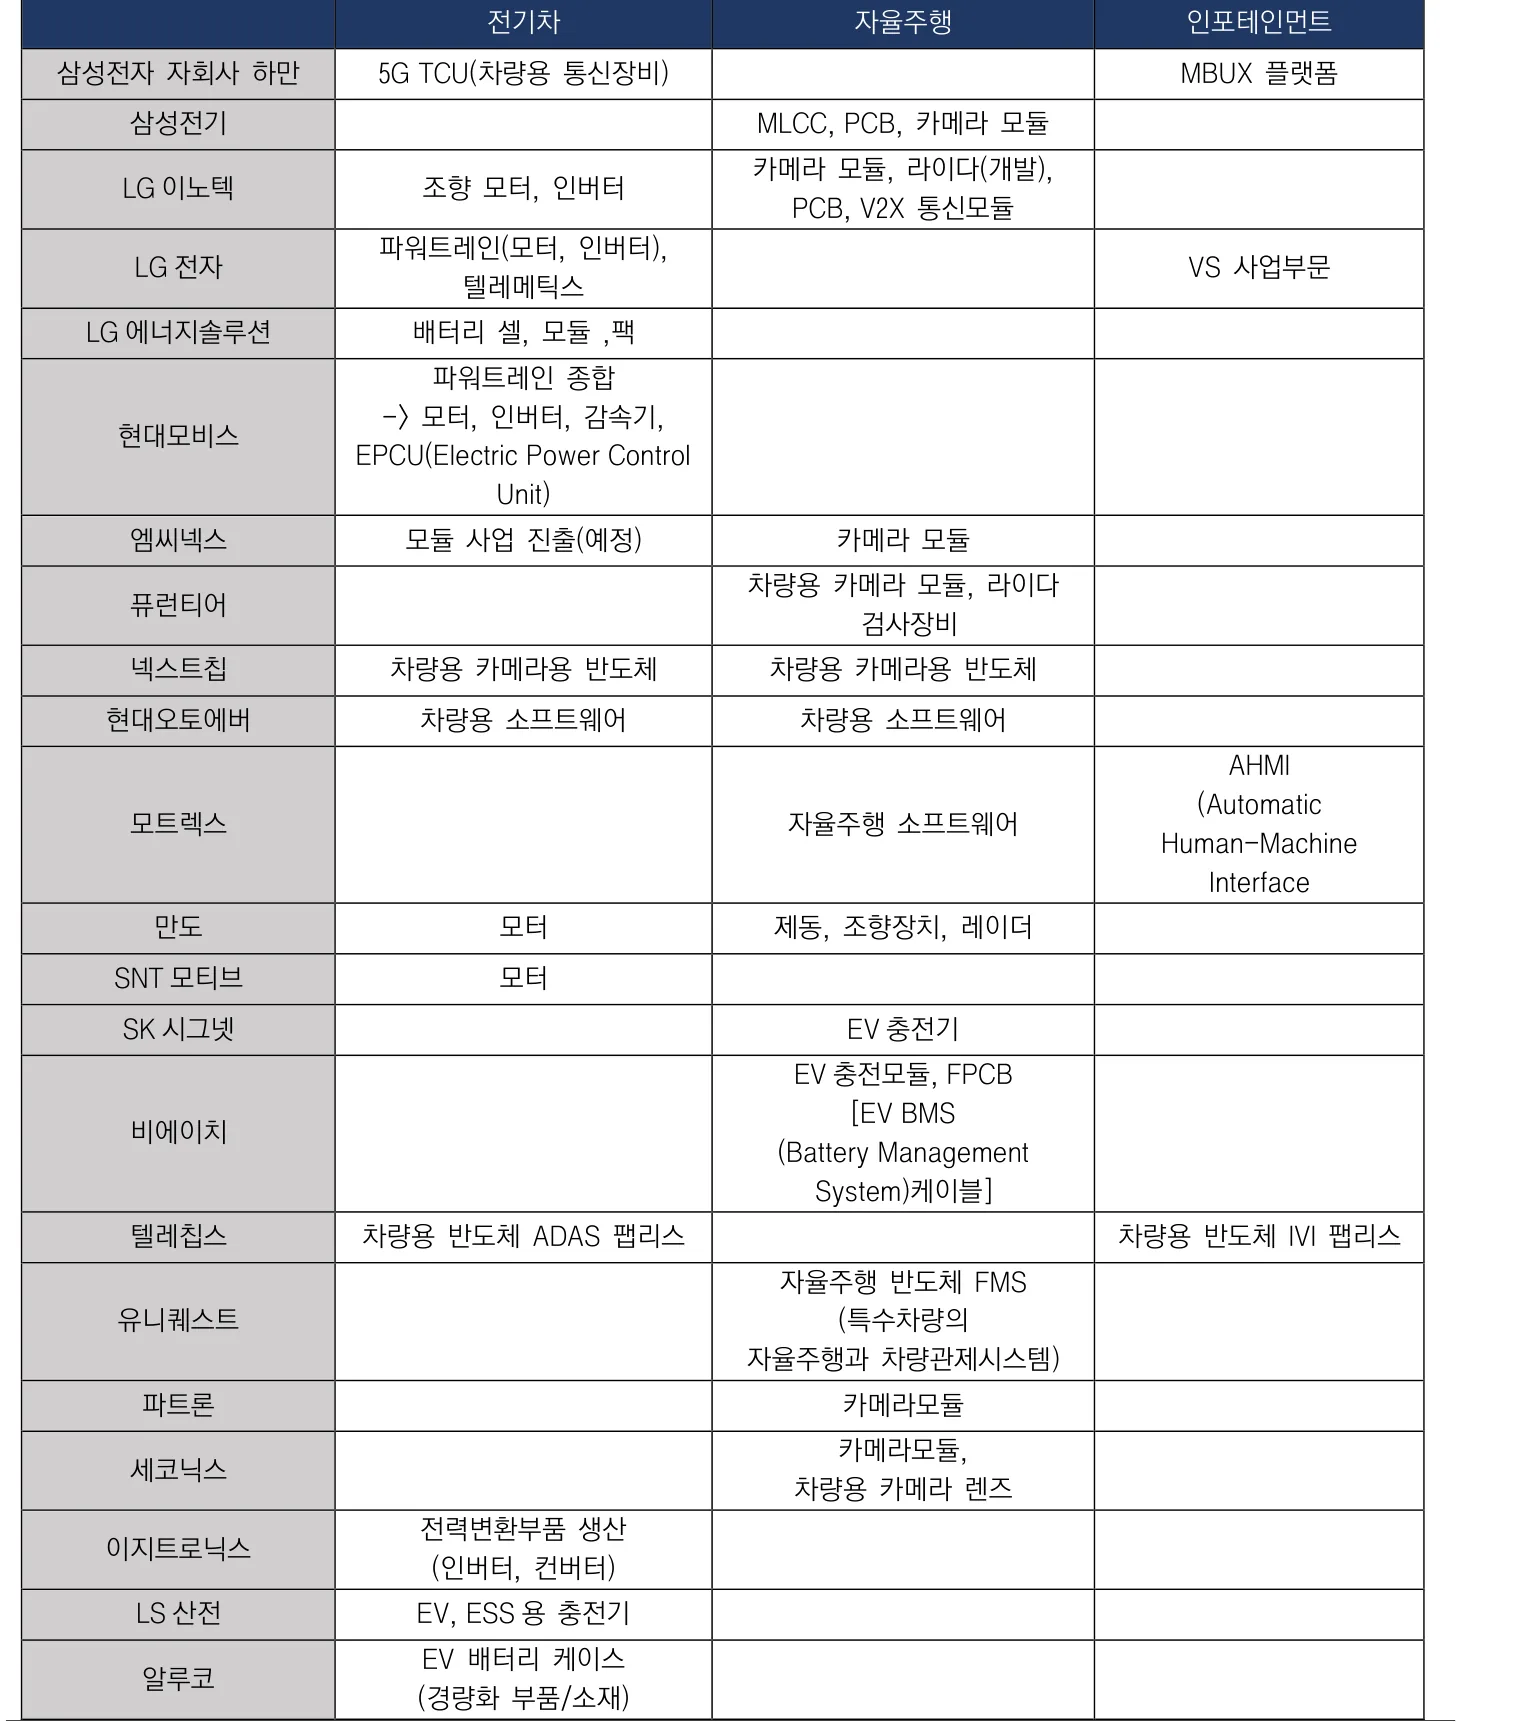 전기차 자율주행 인포테인먼트
삼성전자 자회사 하만 5G TCU(차량용 통신장비) MBUX 플랫폼
삼성전기 MLCC, PCB, 카메라 모듈
LG이노텍 조향 모터, 인버터 카메라 모듈, 라이다(개발),
PCB, V2X 통신모듈
LG전자 파워트레인(모터, 인버터),
텔레메틱스 VS 사업부문
LG에너지솔루션 배터리 셀, 모듈 ,팩
현대모비스 파워트레인 종합
-> 모터, 인버터, 감속기,
EPCU(Electric Power Control
Unit)
엠씨넥스 모듈 사업 진출(예정) 카메라 모듈
퓨런티어 차량용 카메라 모듈, 라이다
검사장비
넥스트칩 차량용 카메라용 반도체 차량용 카메라용 반도체
현대오토에버 차량용 소프트웨어 차량용 소프트웨어
모트렉스 자율주행 소프트웨어 AHMI
(Automatic
Human-Machine
Interface
만도 모터 제동, 조향장치, 레이더
SNT모티브 모터
SK시그넷 EV충전기
비에이치 EV충전모듈, FPCB
[EV BMS
(Battery Management
System)케이블]
텔레칩스 차량용 반도체 ADAS 팹리스 차량용 반도체 IVI 팹리스
유니퀘스트 자율주행 반도체 FMS
(특수차량의
자율주행과 차량관제시스템)
파트론 카메라모듈
세코닉스 카메라모듈,
차량용 카메라 렌즈
이지트로닉스 전력변환부품 생산
(인버터, 컨버터)
LS산전 EV, ESS용 충전기
알루코 EV 배터리 케이스
(경량화 부품/소재)